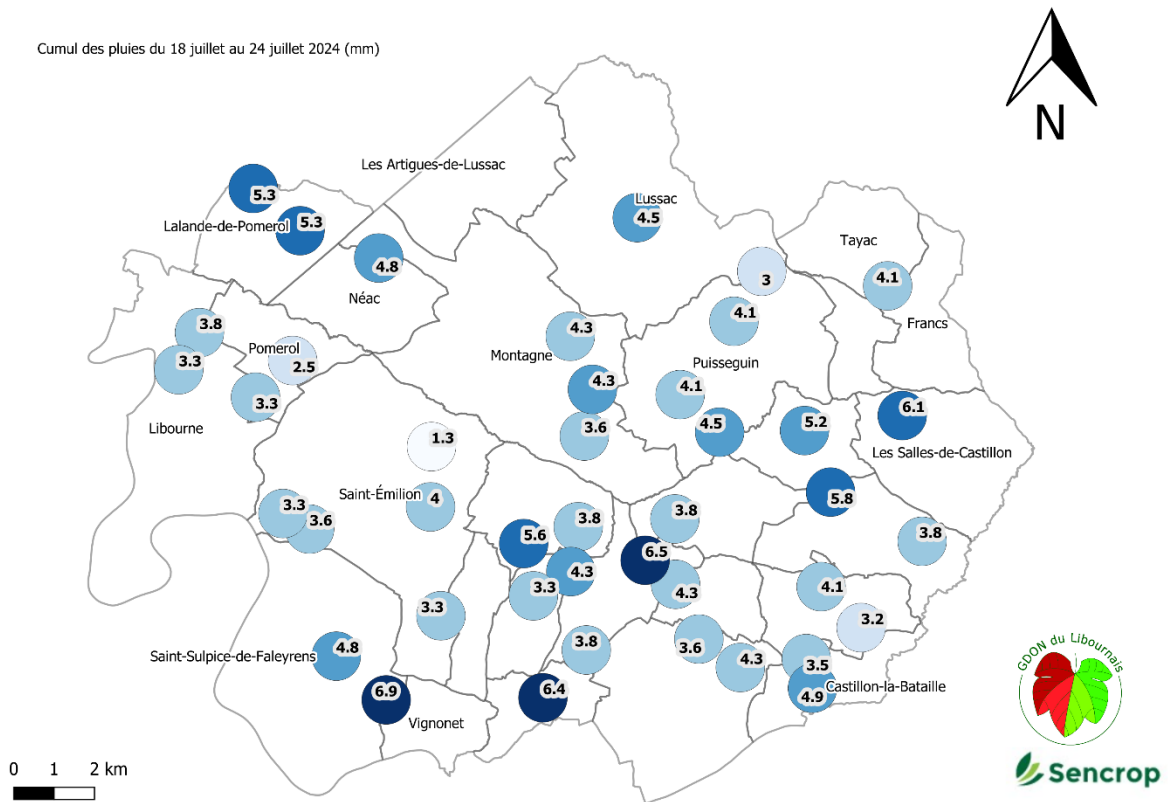 Cumul des pluies du 18 juillet au 24 juillet 2024 (mm)
N
Les Artigues-de-Lussac
5.3
Lussac
4.5
Lalande-de-Pomerol
5.3
Tayac
4.8
3
4.1
Néac
3.8
4.3
4.1
Francs
Pomerol
2.5
Montagne
Puisseguin
3.3
3.3
4.3
4.1
6.1
Libourne
1.3
3.6
4.5
5.2
Les Salles-de-Castillon
Saint-Émilion
4
5.8
3.3
3.6
5.6
3.8
3.8
3.8
6.5
4.3
4.3
4.1
3.3
3.3
3.2
Saint-Sulpice-de-Faleyrens
4.8
3.8
3.6
4.3
3.5
Castillon-la-Bataille
4.9
6.9
Vignonet
6.4
GDON du Libournais
0 1 2 km
Sencrop